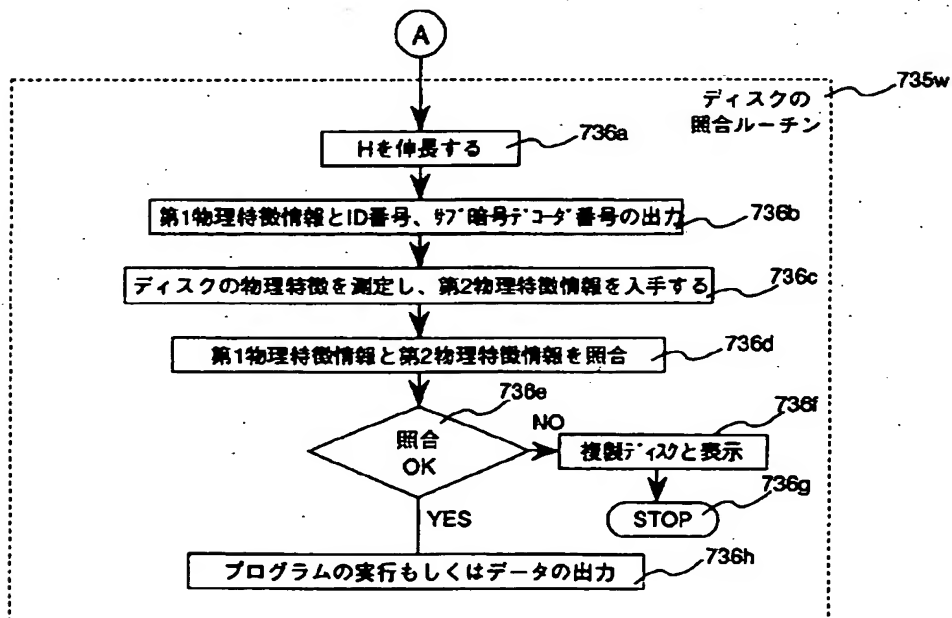 A
735w
ディスクの
照合ルーチン
736a
Hを伸長する
第1物理特徴情報とID番号、ｻﾌﾞ暗号ﾃﾞｺｰﾀﾞ番号の出力
736b
ディスクの物理特徴を測定し、第2物理特徴情報を入手する
736c
第1物理特徴情報と第2物理特徴情報を照合
736d
736e
照合
OK
NO
736f
複製ﾃﾞｨｽｸと表示
736g
STOP
YES
プログラムの実行もしくはデータの出力
736h